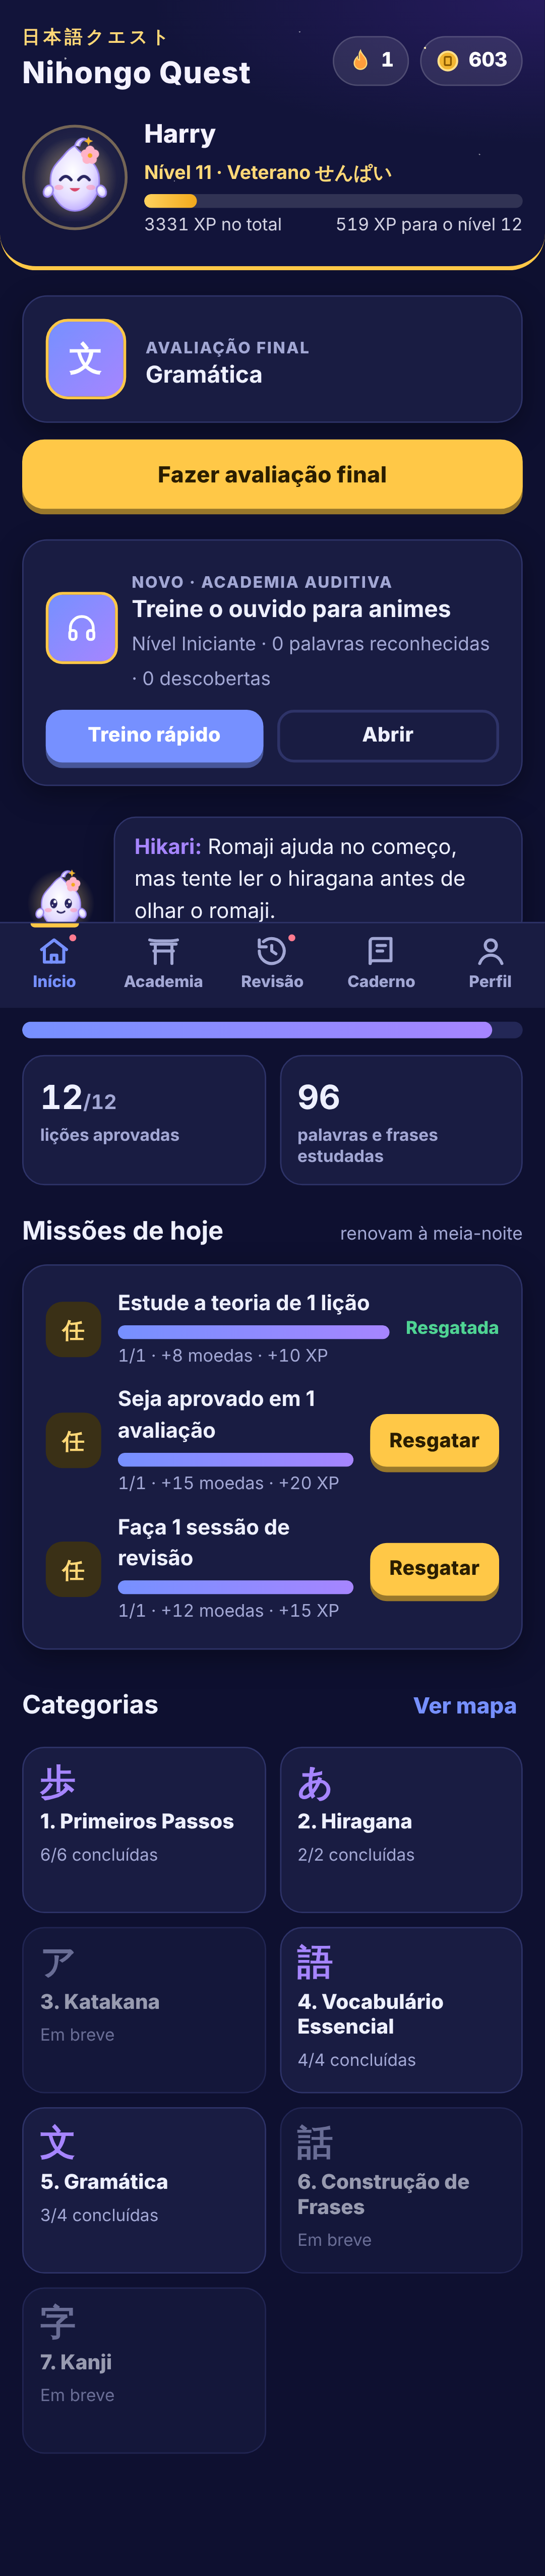 日本語クエスト
Nihongo Quest
1
603
Harry
Nível 11 · Veterano せんぱい
3331 XP no total
519 XP para o nível 12
文
AVALIAÇÃO FINAL
Gramática
Fazer avaliação final
NOVO · ACADEMIA AUDITIVA
Treine o ouvido para animes
Nível Iniciante · 0 palavras reconhecidas
· 0 descobertas
Treino rápido
Abrir
Hikari: Romaji ajuda no começo,
mas tente ler o hiragana antes de
olhar o romaji.
Início
Academia
Revisão
Caderno
Perfil
12/12
lições aprovadas
96
palavras e frases
estudadas
Missões de hoje
renovam à meia-noite
任
Estude a teoria de 1 lição
1/1 · +8 moedas · +10 XP
Resgatada
任
Seja aprovado em 1
avaliação
1/1 · +15 moedas · +20 XP
Resgatar
任
Faça 1 sessão de
revisão
1/1 · +12 moedas · +15 XP
Resgatar
Categorias
Ver mapa
歩
1. Primeiros Passos
6/6 concluídas
あ
2. Hiragana
2/2 concluídas
ア
3. Katakana
Em breve
語
4. Vocabulário
Essencial
4/4 concluídas
文
5. Gramática
3/4 concluídas
話
6. Construção de
Frases
Em breve
字
7. Kanji
Em breve